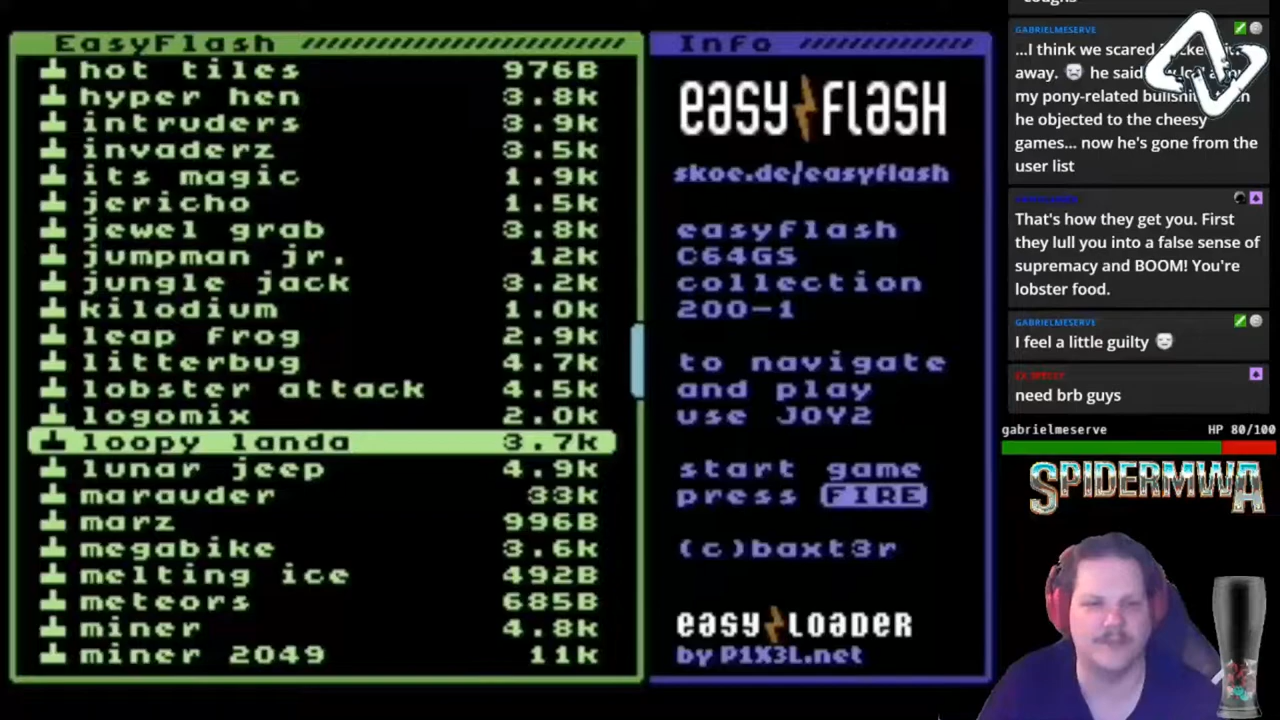 EasyFlash
hot tiles 976B
hyper hen 3.8k
intruders 3.9k
invaderz 3.5k
its magic 1.9k
jericho 1.5k
jewel grab 3.8k
jumpman jr. 12k
jungle jack 3.2k
kilodium 1.0k
leap frog 2.9k
litterbug 4.7k
lobster attack 4.5k
logomix 2.0k
loopy landa 3.7k
lunar jeep 4.9k
marauder 33k
marz 996B
megabike 3.6k
melting ice 492B
meteors 685B
miner 4.8k
miner 2049 11k
Info
easy FLASH
skoe.de/easyflash
easyflash
C64GS
collection
200-1
to navigate
and play
use JOY2
start game
press FIRE
(c)baxt3r
easy LOADER
by P1X3L.net
GABRIELMESERVE
...I think we scared
away. he said
my pony-related
he objected to the cheesy
games... now he's gone from the
user list
That's how they get you. First
they lull you into a false sense of
supremacy and BOOM! You're
lobster food.
GABRIELMESERVE
I feel a little guilty
need brb guys
gabrielmeserve HP 80/100
SPIDERMWA